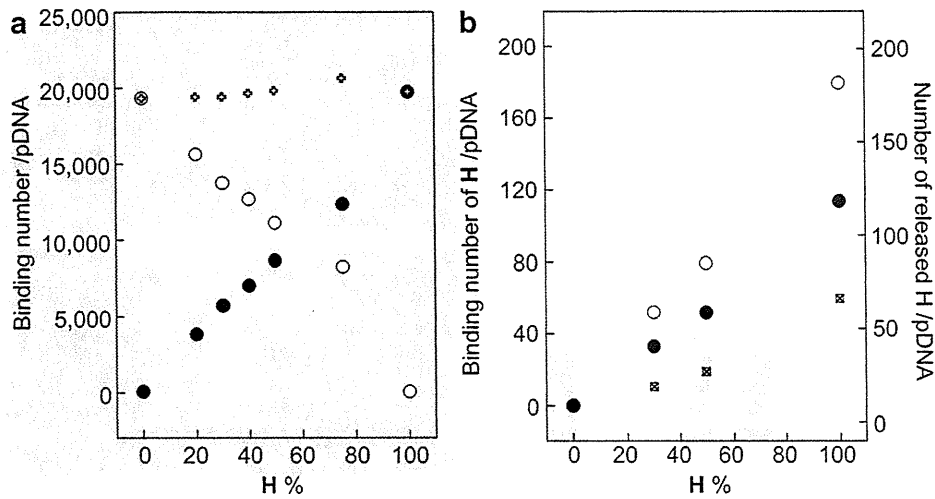 a
25,000
20,000
15,000
10,000
5,000
0
Binding number /pDNA
0 20 40 60 80 100
H %
b
200
160
120
80
40
0
Binding number of H /pDNA
200
150
100
50
0
Number of released H /pDNA
0 20 40 60 80 100
H %